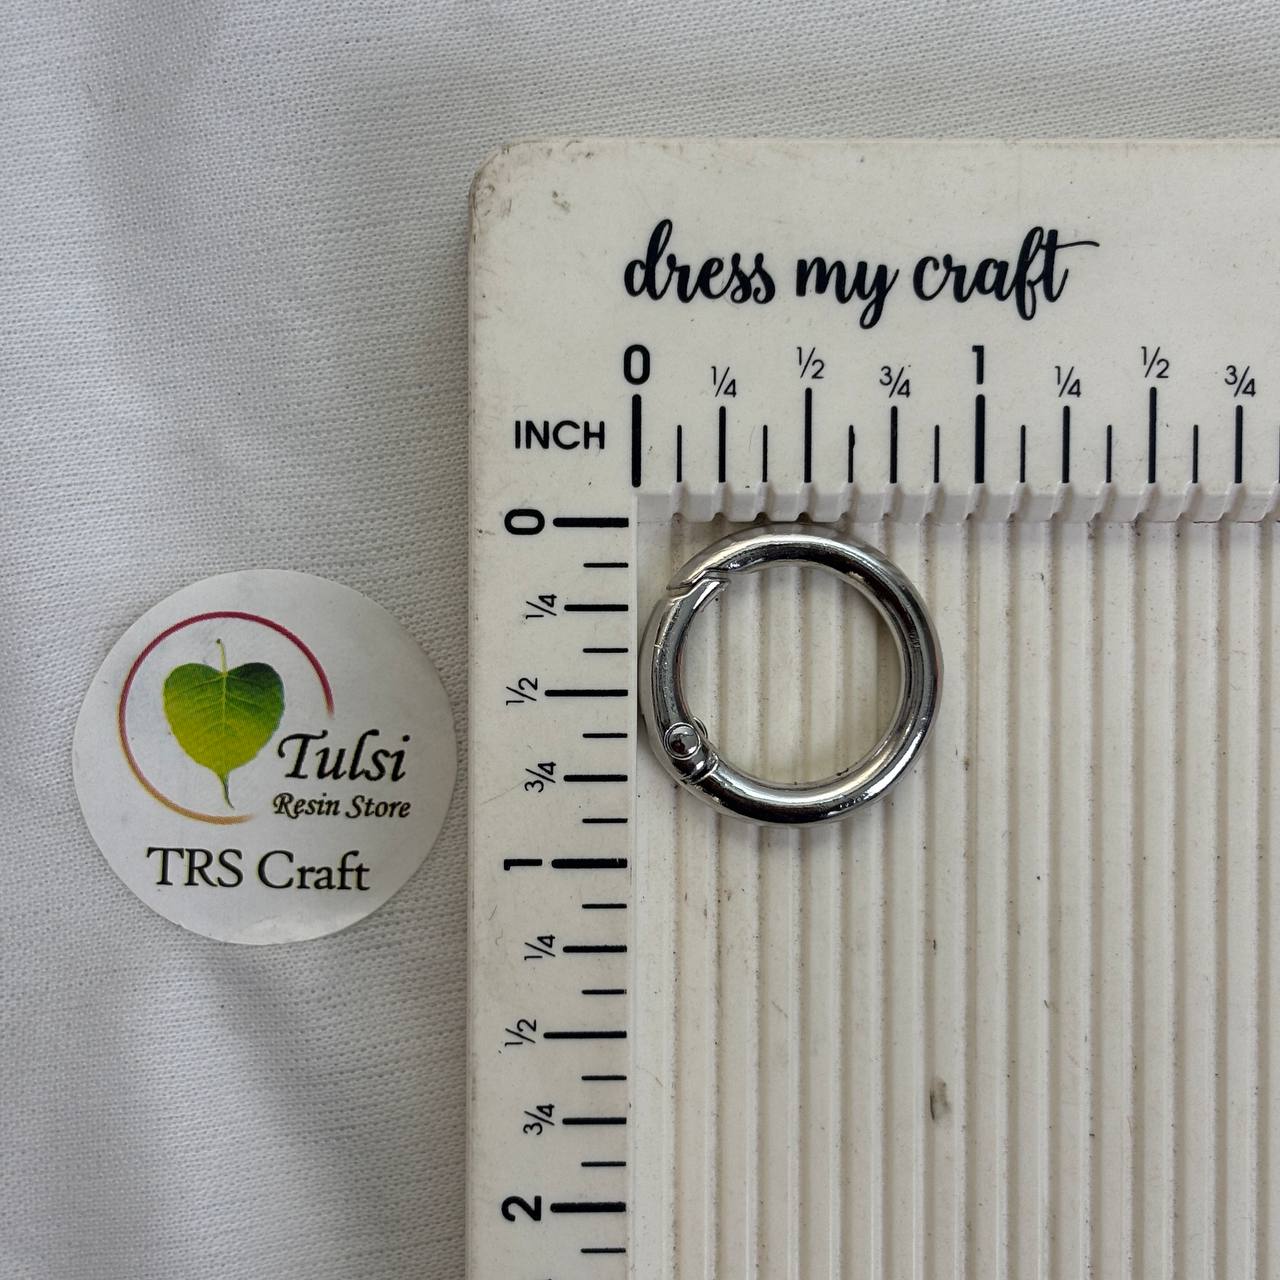 dress my craft
0 ¼ ½ ¾ 1 ¼ ½ ¾
INCH
0
¼
½
¾
1
¼
½
¾
2
Tulsi
Resin Store
TRS Craft